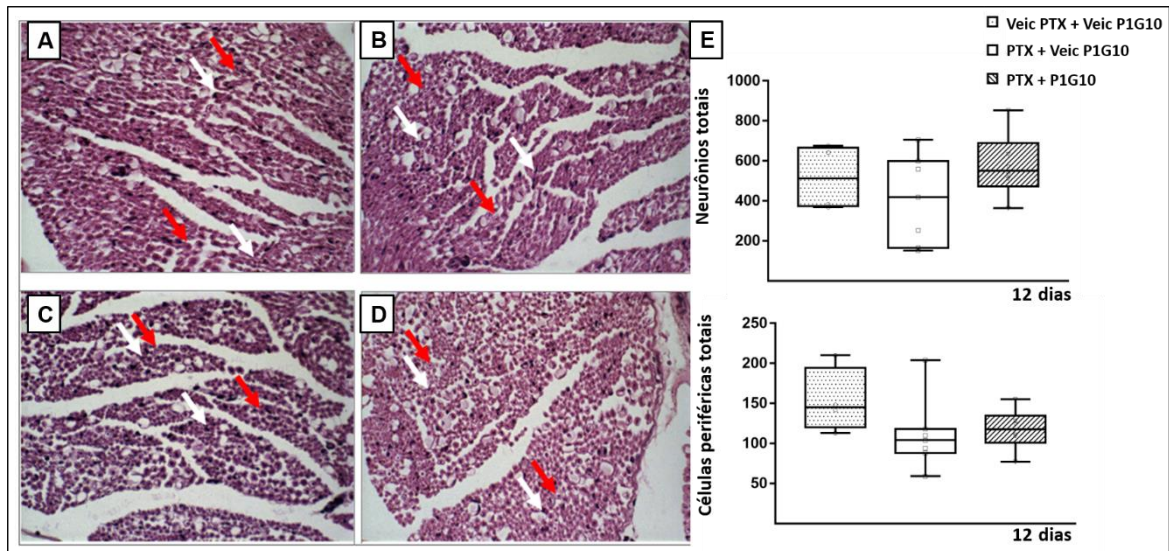 A
B
C
D
E
Veic PTX + Veic P1G10
PTX + Veic P1G10
PTX + P1G10
Neurônios totais
1000
800
600
400
200
12 dias
Células periféricas totais
250
200
150
100
50
12 dias